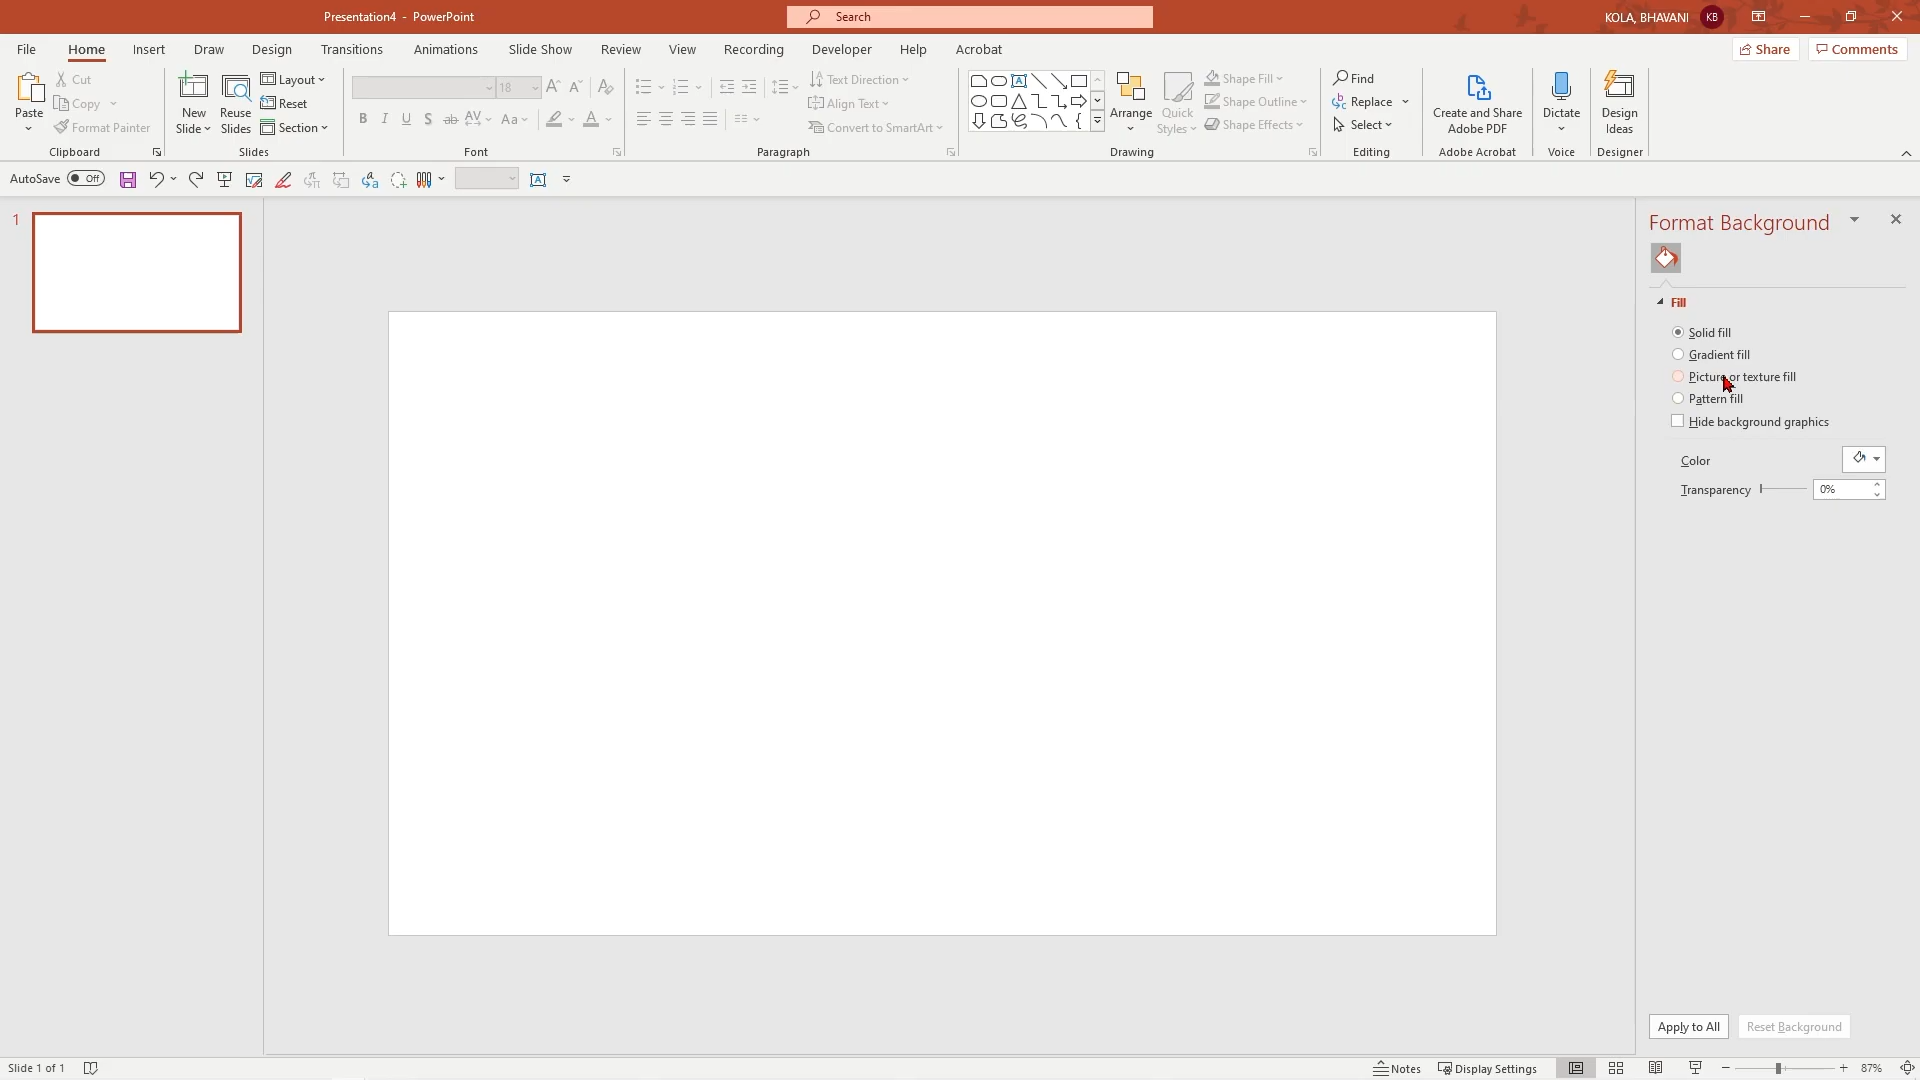 Presentation4 - PowerPoint
Search
KOLA, BHAVANI KB
File Home Insert Draw Design Transitions Animations Slide Show Review View Recording Developer Help Acrobat
Share Comments
Paste
Cut
Copy
Format Painter
Clipboard
New Slide
Reuse Slides
Layout
Reset
Section
Slides
18
A A A
B I U S ab AV Aa A
Font
Text Direction
Align Text
Convert to SmartArt
Paragraph
Arrange
Quick Styles
Shape Fill
Shape Outline
Shape Effects
Drawing
Find
Replace
Select
Editing
Create and Share Adobe PDF
Adobe Acrobat
Dictate
Voice
Design Ideas
Designer
AutoSave Off
1
Format Background
Fill
Solid fill
Gradient fill
Picture or texture fill
Pattern fill
Hide background graphics
Color
Transparency 0%
Apply to All Reset Background
Slide 1 of 1
Notes Display Settings 87%